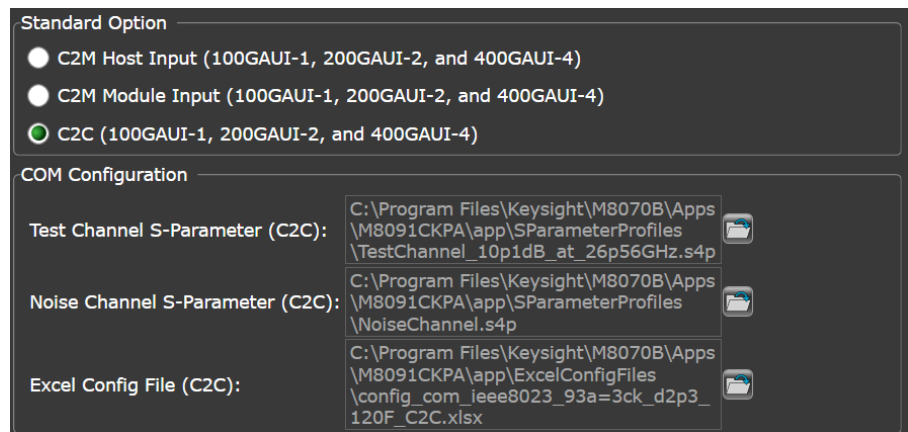 Standard Option
C2M Host Input (100GAUI-1, 200GAUI-2, and 400GAUI-4)
C2M Module Input (100GAUI-1, 200GAUI-2, and 400GAUI-4)
C2C (100GAUI-1, 200GAUI-2, and 400GAUI-4)
COM Configuration
Test Channel S-Parameter (C2C):
C:\Program Files\Keysight\M8070B\Apps
\M8091CKPA\app\SParameterProfiles
\TestChannel_10p1dB_at_26p56GHz.s4p
Noise Channel S-Parameter (C2C):
C:\Program Files\Keysight\M8070B\Apps
\M8091CKPA\app\SParameterProfiles
\NoiseChannel.s4p
Excel Config File (C2C):
C:\Program Files\Keysight\M8070B\Apps
\M8091CKPA\app\ExcelConfigFiles
\config_com_ieee8023_93a=3ck_d2p3_
120F_C2C.xlsx